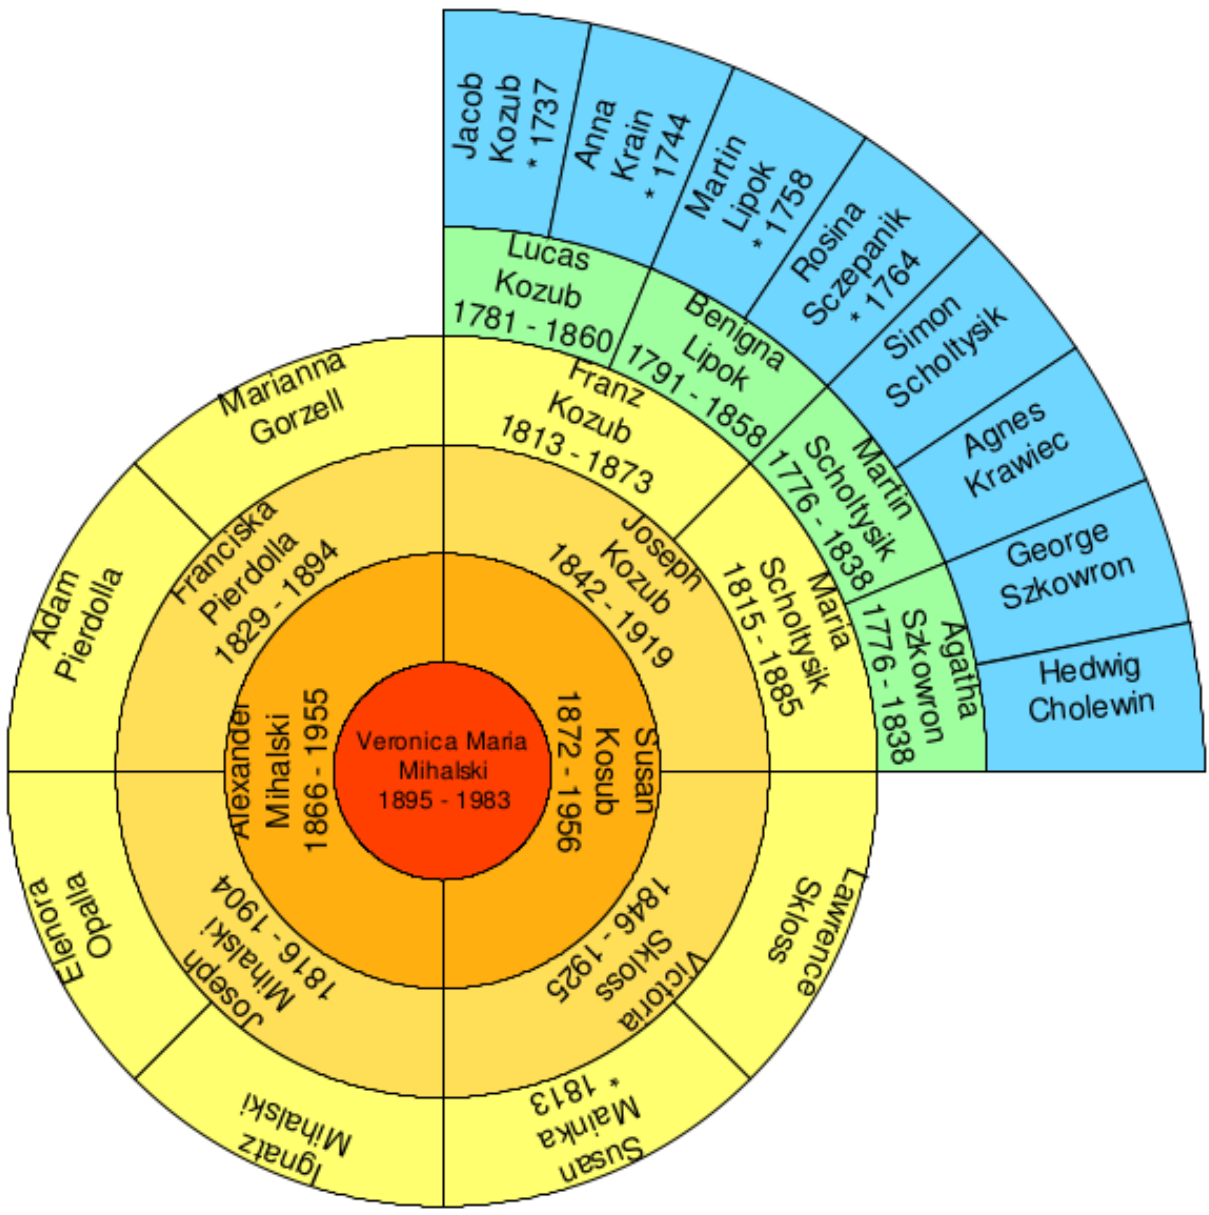 Veronica Maria
Mihalski
1895 - 1983
Alexander
Mihalski
1866 - 1955
Susan
Kosub
1872 - 1956
Joseph
Mihalski
1816 - 1904
Franciska
Pierdolla
1829 - 1894
Joseph
Kozub
1842 - 1919
Victoria
Skloss
1846 - 1925
Ignatz
Mihalski
Elenora
Opalla
Adam
Pierdolla
Marianna
Gorzell
Franz
Kozub
1813 - 1873
Maria
Scholtysik
1815 - 1885
Lawrence
Skloss
Susan
Mainka
* 1813
Lucas
Kozub
1781 - 1860
Benigna
Lipok
1791 - 1858
Martin
Scholtysik
1776 - 1838
Agatha
Szkowron
1776 - 1838
Jacob
Kozub
* 1737
Anna
Krain
* 1744
Martin
Lipok
* 1758
Rosina
Sczepanik
* 1764
Simon
Scholtysik
Agnes
Krawiec
George
Szkowron
Hedwig
Cholewin